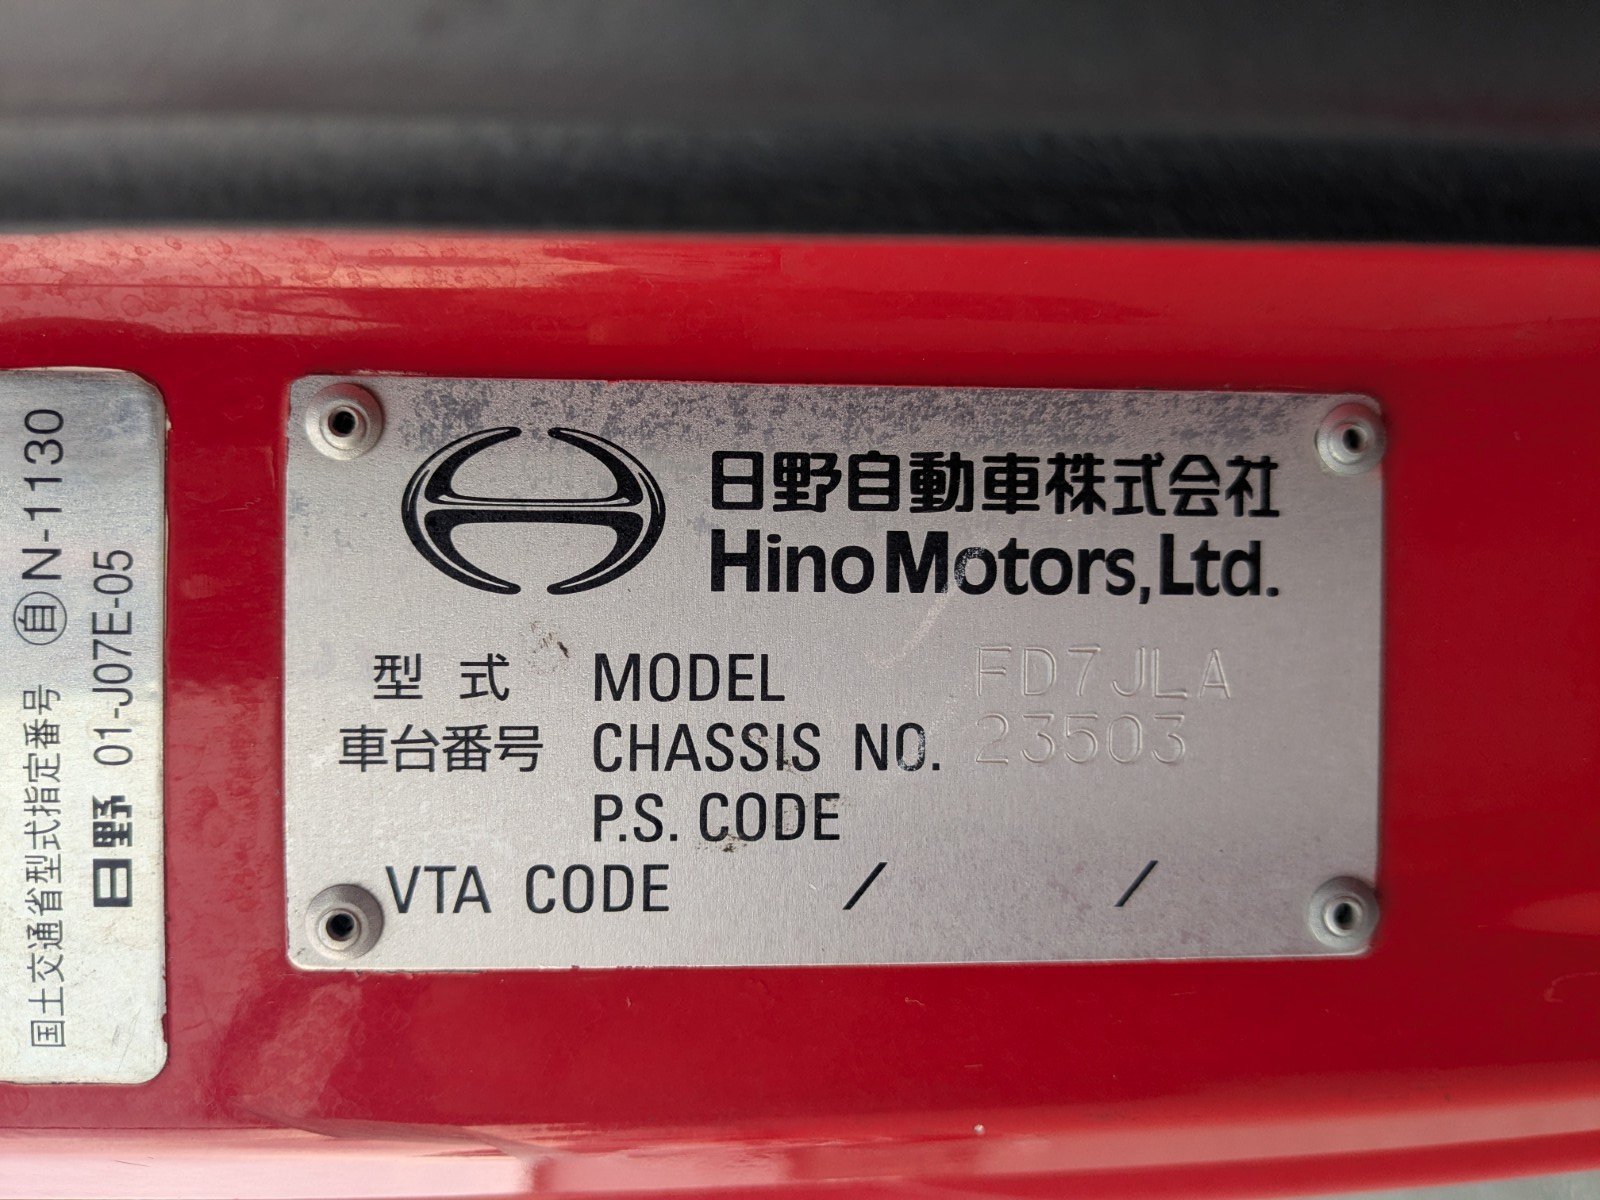 国土交通省型式指定番号 自N-1130
日野 01-J07E-05
日野自動車株式会社
Hino Motors, Ltd.
型式 MODEL FD7JLA
車台番号 CHASSIS NO. 23503
P.S. CODE
VTA CODE / /